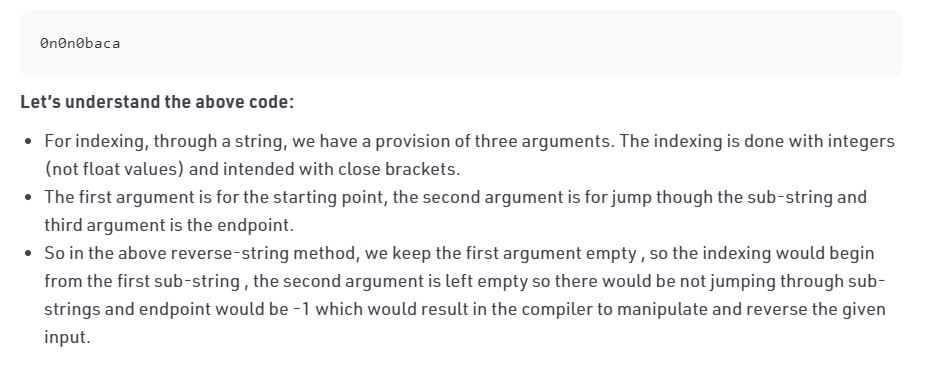 0n0n0baca
Let's understand the above code:
• For indexing, through a string, we have a provision of three arguments. The indexing is done with integers
(not float values) and intended with close brackets.
• The first argument is for the starting point, the second argument is for jump though the sub-string and
third argument is the endpoint.
• So in the above reverse-string method, we keep the first argument empty , so the indexing would begin
from the first sub-string , the second argument is left empty so there would be not jumping through sub-
strings and endpoint would be -1 which would result in the compiler to manipulate and reverse the given
input.